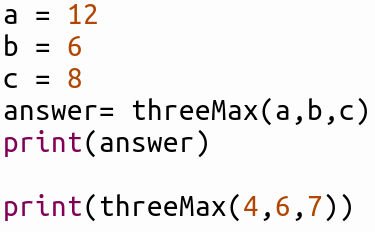 a = 12
b = 6
c = 8
answer= threeMax(a,b,c)
print(answer)
print(threeMax(4,6,7))